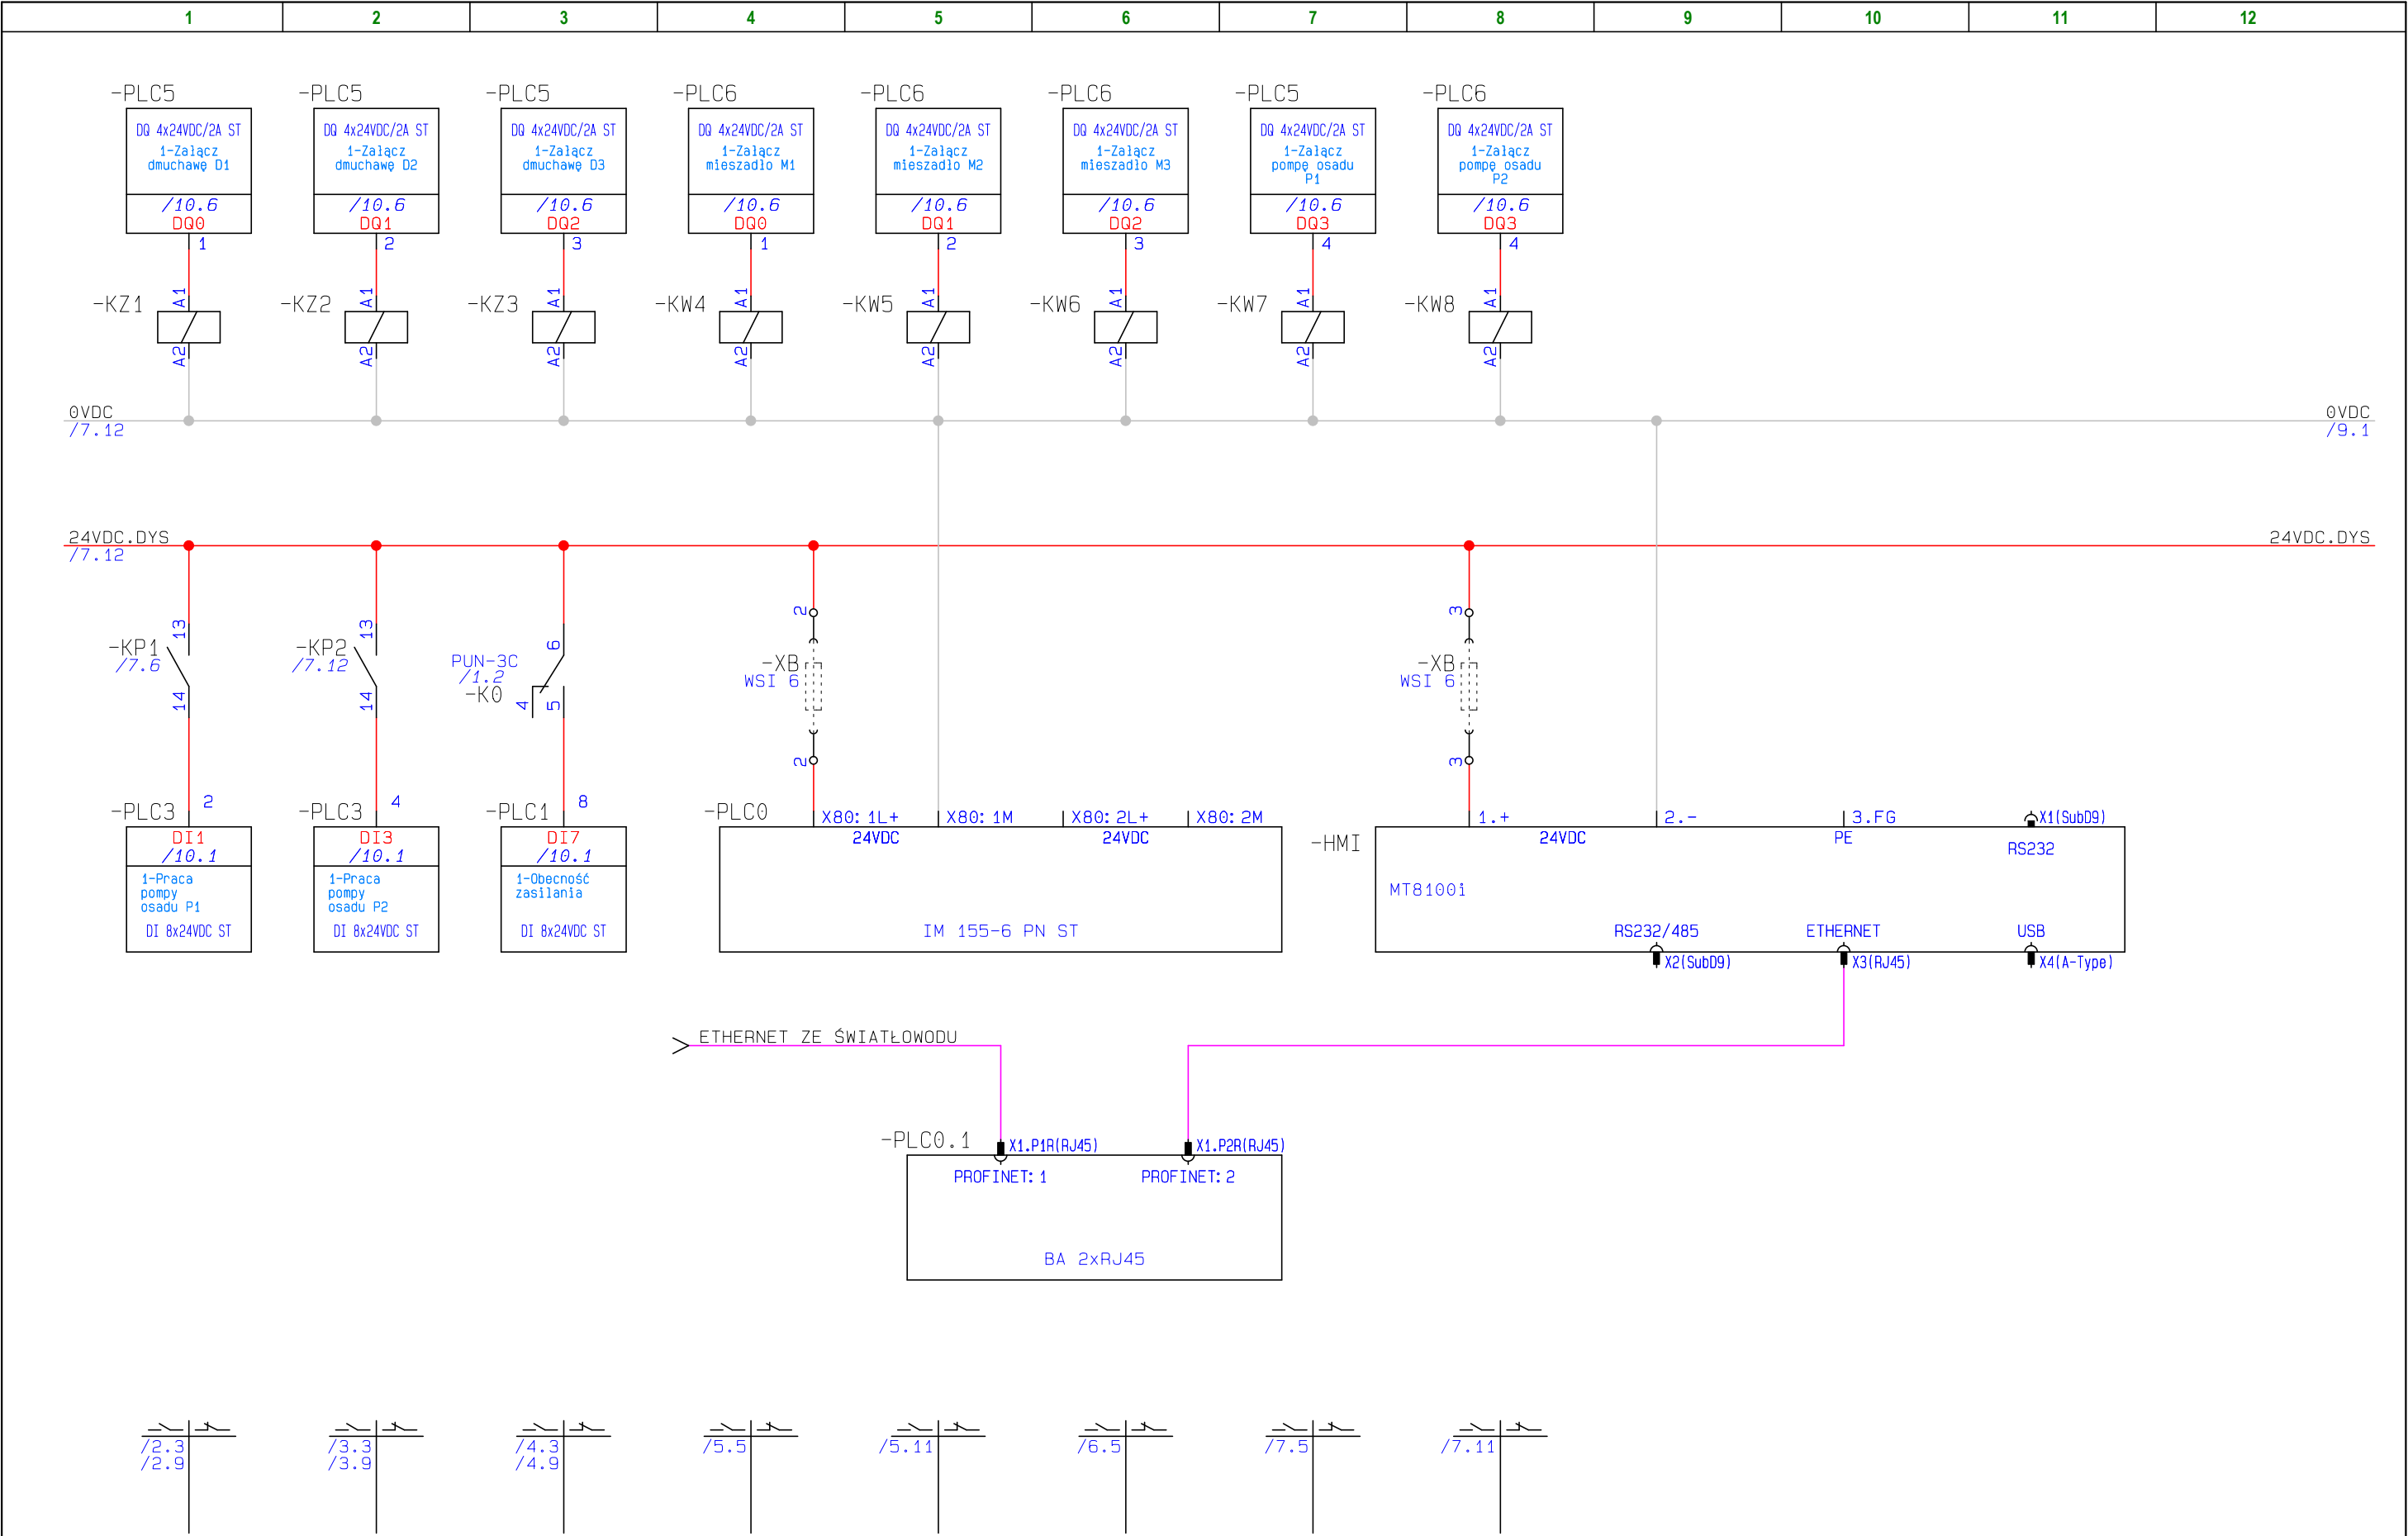 1 2 3 4 5 6 7 8 9 10 11 12
-PLC5 -PLC5 -PLC5 -PLC6 -PLC6 -PLC6 -PLC5 -PLC6
DQ 4x24VDC/2A ST DQ 4x24VDC/2A ST DQ 4x24VDC/2A ST DQ 4x24VDC/2A ST DQ 4x24VDC/2A ST DQ 4x24VDC/2A ST DQ 4x24VDC/2A ST DQ 4x24VDC/2A ST
1-Załącz 1-Załącz 1-Załącz 1-Załącz 1-Załącz 1-Załącz 1-Załącz 1-Załącz
dmuchawę D1 dmuchawę D2 dmuchawę D3 mieszadło M1 mieszadło M2 mieszadło M3 pompę osadu pompę osadu
P1 P2
/10.6 /10.6 /10.6 /10.6 /10.6 /10.6 /10.6 /10.6
DQ0 DQ1 DQ2 DQ0 DQ1 DQ2 DQ3 DQ3
1 2 3 1 2 3 4 4
A1 A1 A1 A1 A1 A1 A1 A1
-KZ1 -KZ2 -KZ3 -KW4 -KW5 -KW6 -KW7 -KW8
A2 A2 A2 A2 A2 A2 A2 A2
0VDC 0VDC
/7.12 /9.1
24VDC.DYS 24VDC.DYS
/7.12
13 13 6 2 3
-KP1 -KP2 PUN-3C -XB -XB
/7.6 /7.12 /1.2 WSI 6 WSI 6
-K0
14 14 4 5
2 3
-PLC3 2 -PLC3 4 -PLC1 8 -PLC0 X80:1L+ X80:1M X80:2L+ X80:2M 1.+ 2.- 3.FG X1(SubD9)
DI1 DI3 DI7 24VDC 24VDC -HMI 24VDC PE RS232
/10.1 /10.1 /10.1
1-Praca 1-Praca 1-Obecność MT8100i
pompy pompy zasilania
osadu P1 osadu P2
DI 8x24VDC ST DI 8x24VDC ST DI 8x24VDC ST IM 155-6 PN ST RS232/485 ETHERNET USB
X2(SubD9) X3(RJ45) X4(A-Type)
ETHERNET ZE ŚWIATŁOWODU
-PLC0.1 X1.P1R(RJ45) X1.P2R(RJ45)
PROFINET:1 PROFINET:2
BA 2xRJ45
/2.3 /3.3 /4.3 /5.5 /5.11 /6.5 /7.5 /7.11
/2.9 /3.9 /4.9